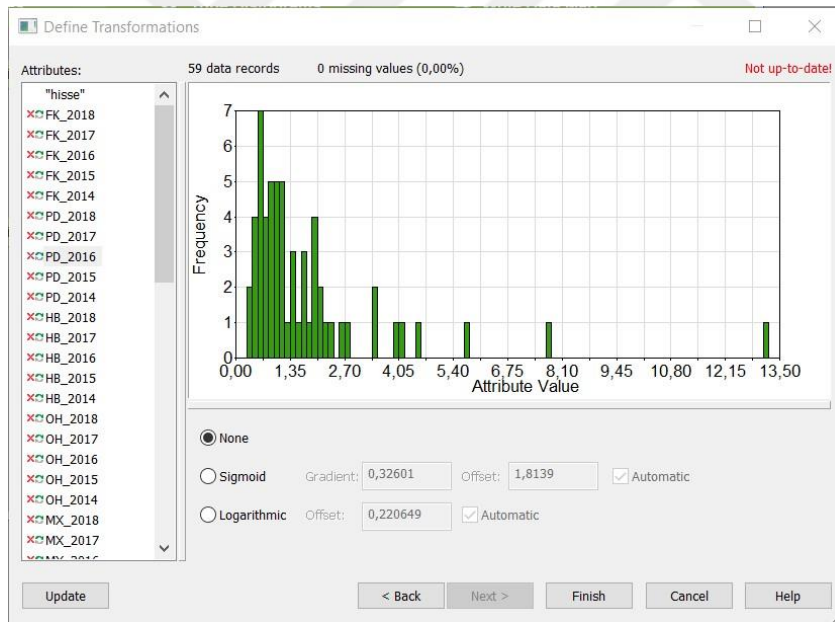 Define Transformations
Attributes:
59 data records 0 missing values (0,00%) Not up-to-date!
"hisse"
FK_2018
FK_2017
FK_2016
FK_2015
FK_2014
PD_2018
PD_2017
PD_2016
PD_2015
PD_2014
HB_2018
HB_2017
HB_2016
HB_2015
HB_2014
OH_2018
OH_2017
OH_2016
OH_2015
OH_2014
MX_2018
MX_2017
7
6
5
4
3
2
1
0
Frequency
0,00 1,35 2,70 4,05 5,40 6,75 8,10 9,45 10,80 12,15 13,50
Attribute Value
None
Sigmoid Gradient: 0,32601 Offset: 1,8139 Automatic
Logarithmic Offset: 0,220649 Automatic
Update < Back Next > Finish Cancel Help